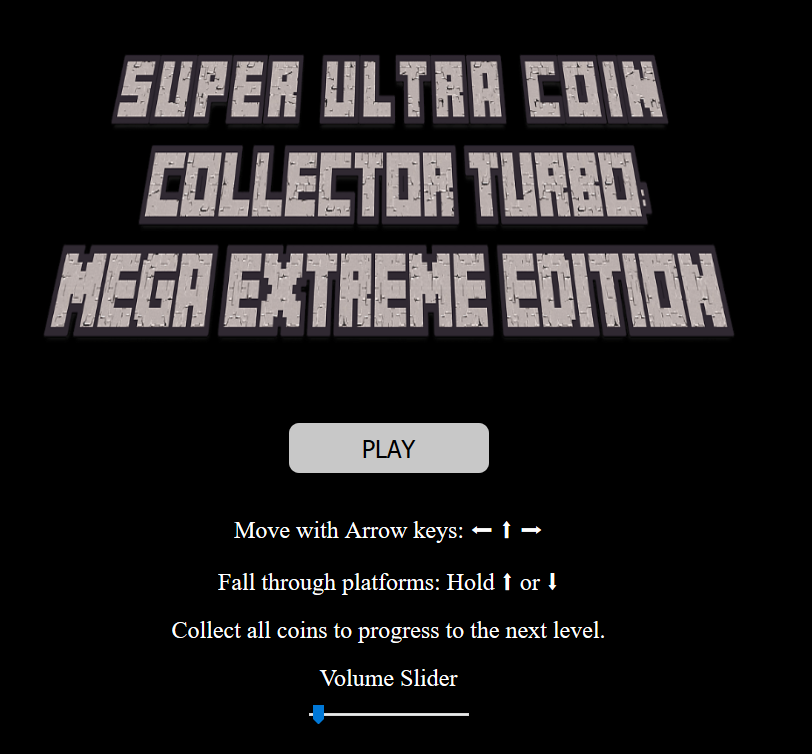 SUPER ULTRA COIN
COLLECTOR TURBO:
MEGA EXTREME EDITION
PLAY
Move with Arrow keys: 🠄 🠅 🠆
Fall through platforms: Hold 🠅 or 🠇
Collect all coins to progress to the next level.
Volume Slider